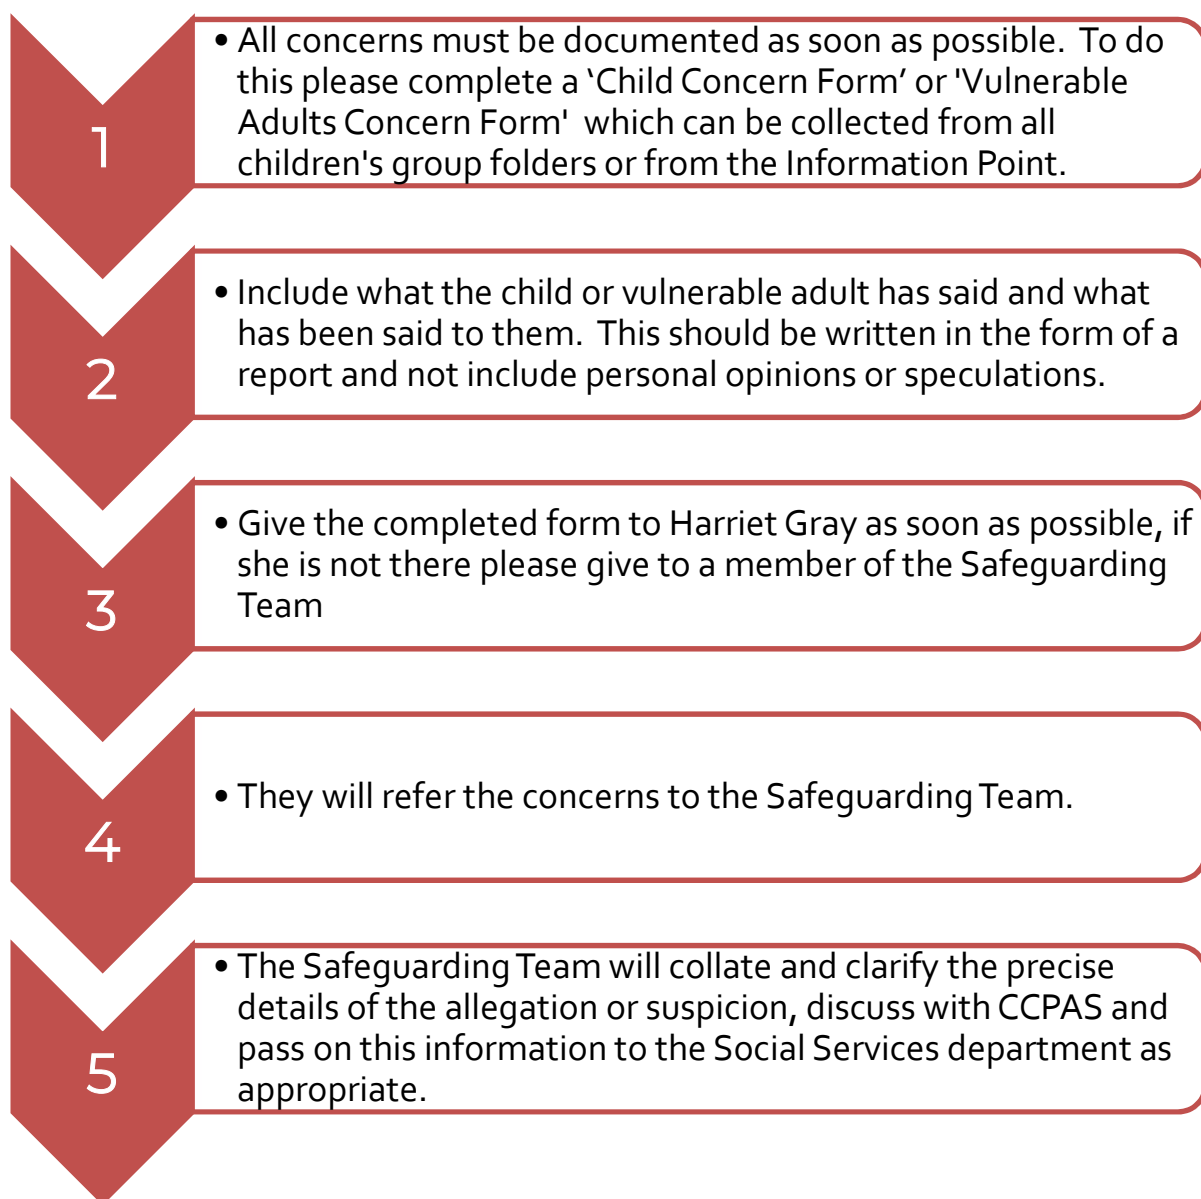 1
• All concerns must be documented as soon as possible.  To do
this please complete a ‘Child Concern Form’ or 'Vulnerable
Adults Concern Form'  which can be collected from all
children's group folders or from the Information Point.
2
• Include what the child or vulnerable adult has said and what
has been said to them.  This should be written in the form of a
report and not include personal opinions or speculations.
3
• Give the completed form to Harriet Gray as soon as possible, if
she is not there please give to a member of the Safeguarding
Team
4
• They will refer the concerns to the Safeguarding Team.
5
• The Safeguarding Team will collate and clarify the precise
details of the allegation or suspicion, discuss with CCPAS and
pass on this information to the Social Services department as
appropriate.